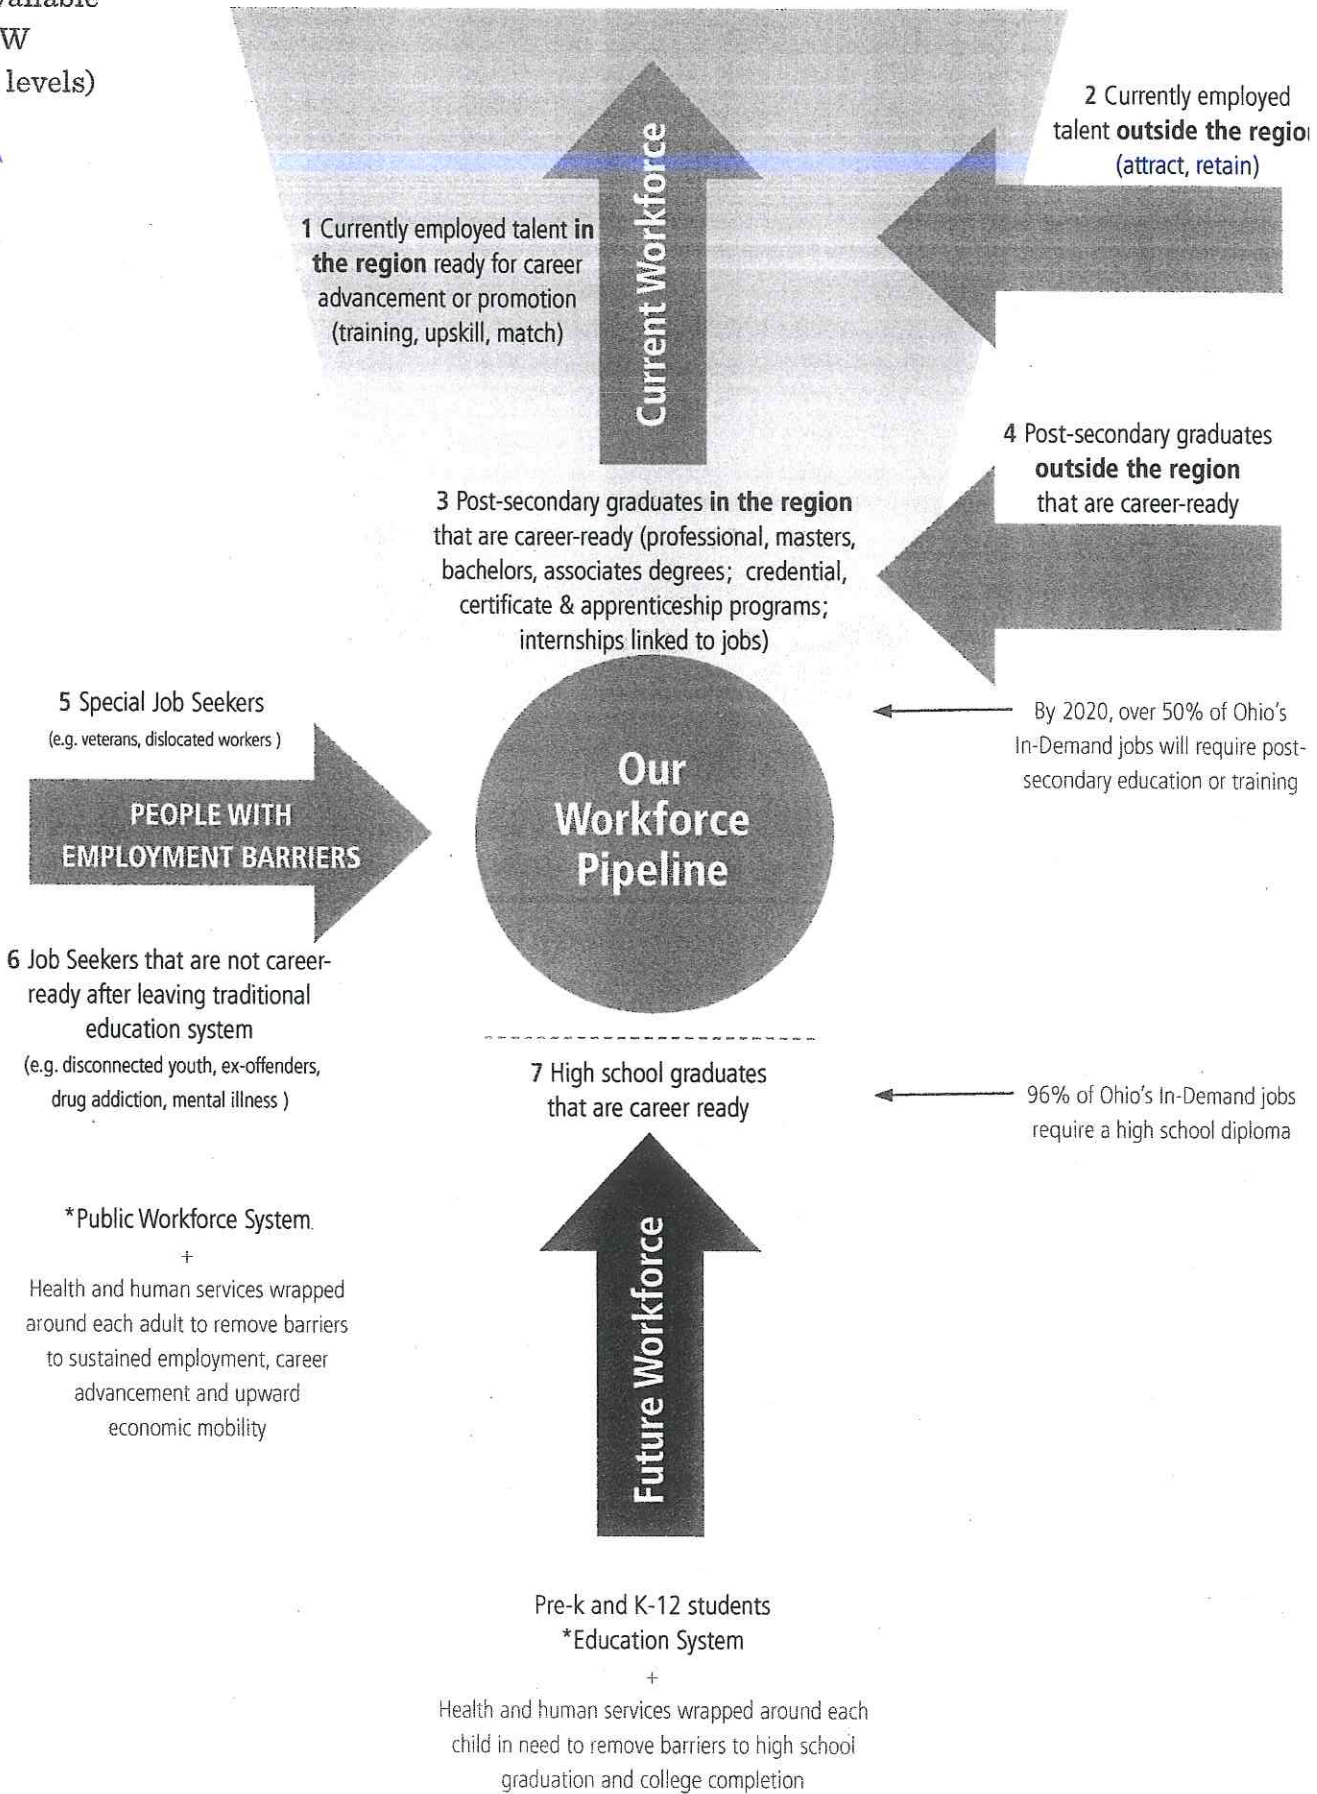 W
levels)
2 Currently employed
talent outside the regio
(attract, retain)
Current Workforce
1 Currently employed talent in
the region ready for career
advancement or promotion
(training, upskill, match)
4 Post-secondary graduates
outside the region
that are career-ready
3 Post-secondary graduates in the region
that are career-ready (professional, masters,
bachelors, associates degrees; credential,
certificate & apprenticeship programs;
internships linked to jobs)
5 Special Job Seekers
(e.g. veterans, dislocated workers )
PEOPLE WITH
EMPLOYMENT BARRIERS
6 Job Seekers that are not career-
ready after leaving traditional
education system
(e.g. disconnected youth, ex-offenders,
drug addiction, mental illness )
Our
Workforce
Pipeline
By 2020, over 50% of Ohio's
In-Demand jobs will require post-
secondary education or training
7 High school graduates
that are career ready
96% of Ohio's In-Demand jobs
require a high school diploma
*Public Workforce System
+
Health and human services wrapped
around each adult to remove barriers
to sustained employment, career
advancement and upward
economic mobility
Future Workforce
Pre-k and K-12 students
*Education System
+
Health and human services wrapped around each
child in need to remove barriers to high school
graduation and college completion